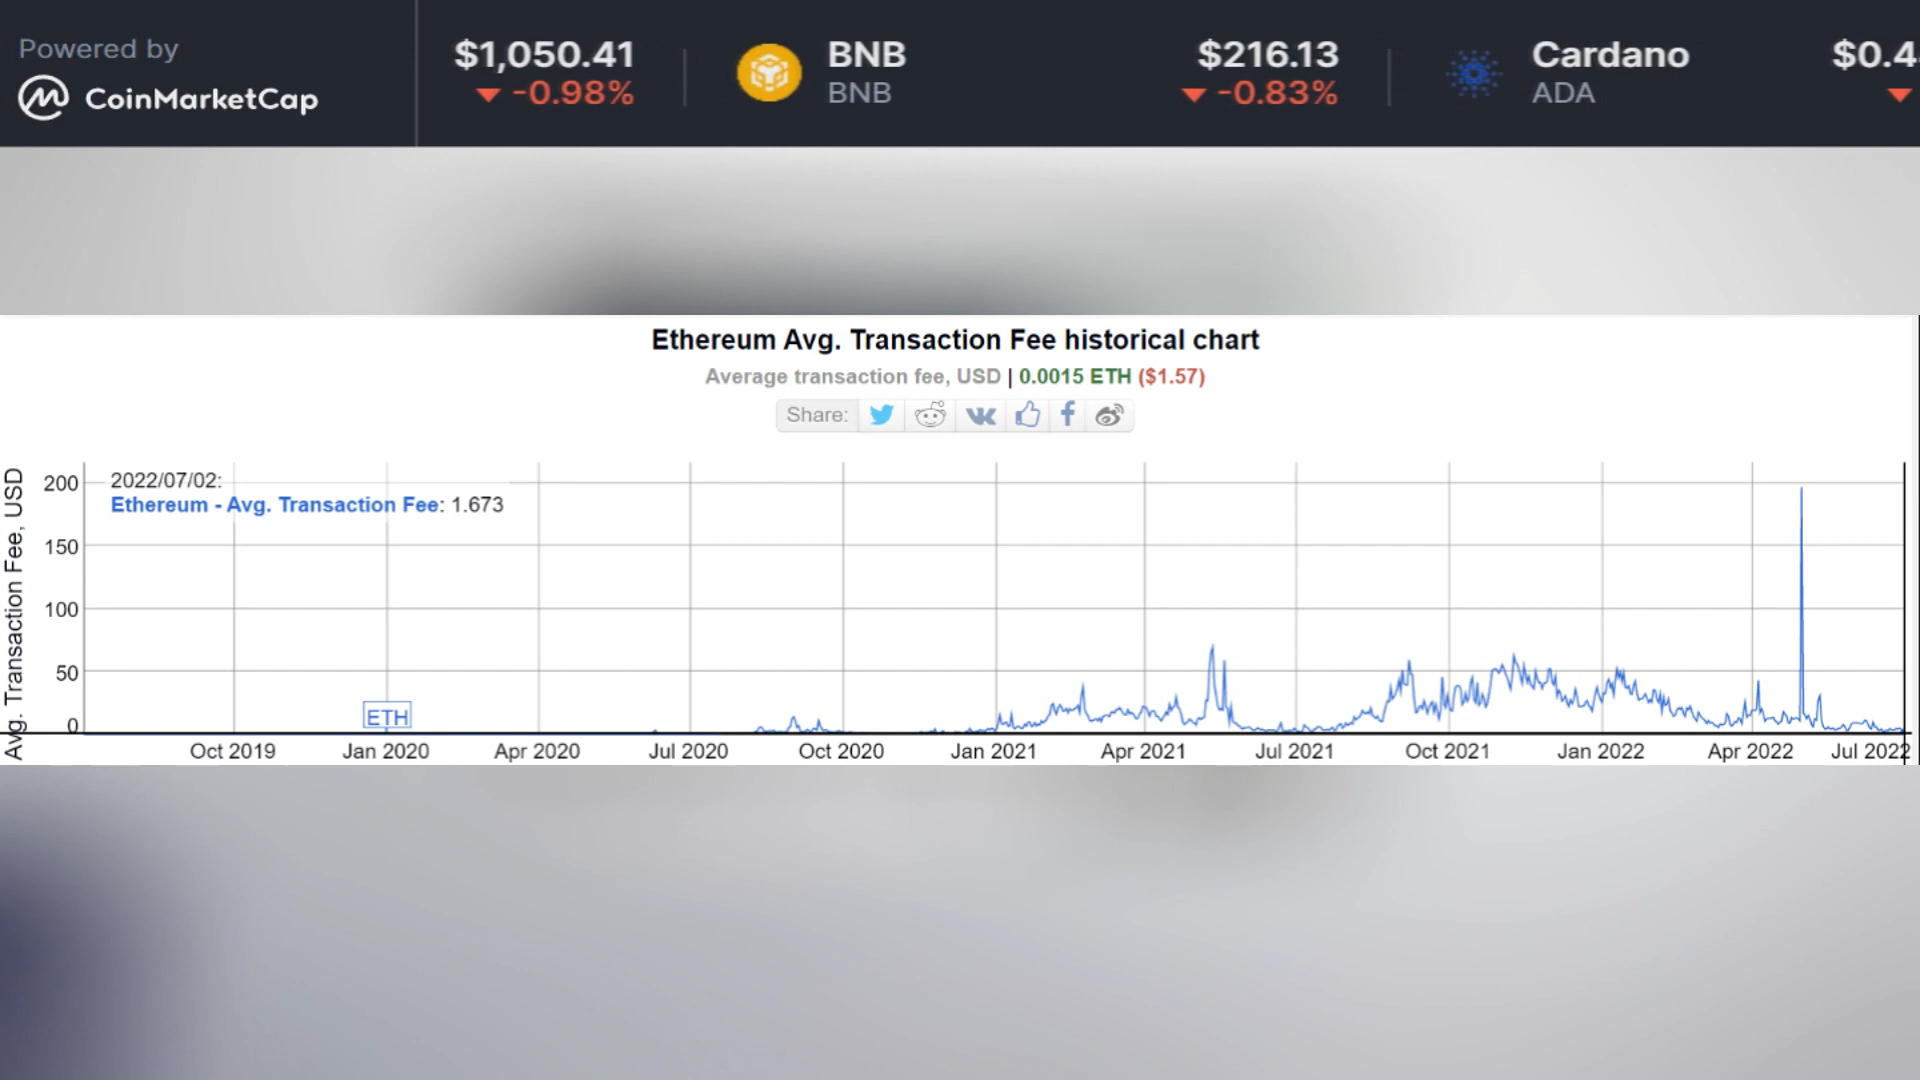 Powered by
CoinMarketCap
$1,050.41
-0.98%
BNB
BNB
$216.13
-0.83%
Cardano
ADA
$0.4
Ethereum Avg. Transaction Fee historical chart
Average transaction fee, USD | 0.0015 ETH ($1.57)
Share:
Avg. Transaction Fee, USD
200
150
100
50
0
2022/07/02:
Ethereum - Avg. Transaction Fee: 1.673
ETH
Oct 2019 Jan 2020 Apr 2020 Jul 2020 Oct 2020 Jan 2021 Apr 2021 Jul 2021 Oct 2021 Jan 2022 Apr 2022 Jul 2022